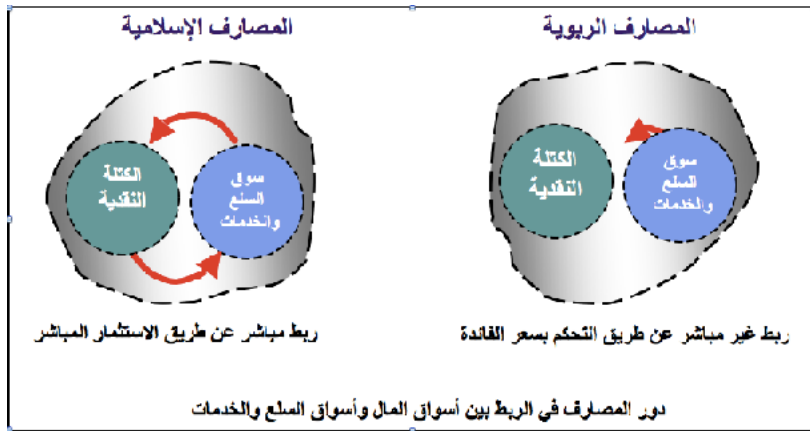 المصارف الربوية
المصارف الإسلامية
الكتلة
النقدية
سوق
السلع
والخدمات
الكتلة
النقدية
سوق
السلع
والخدمات
ربط غير مباشر عن طريق التحكم بسعر الفائدة
ربط مباشر عن طريق الاستثمار المباشر
دور المصارف في الربط بين أسواق المال وأسواق السلع والخدمات